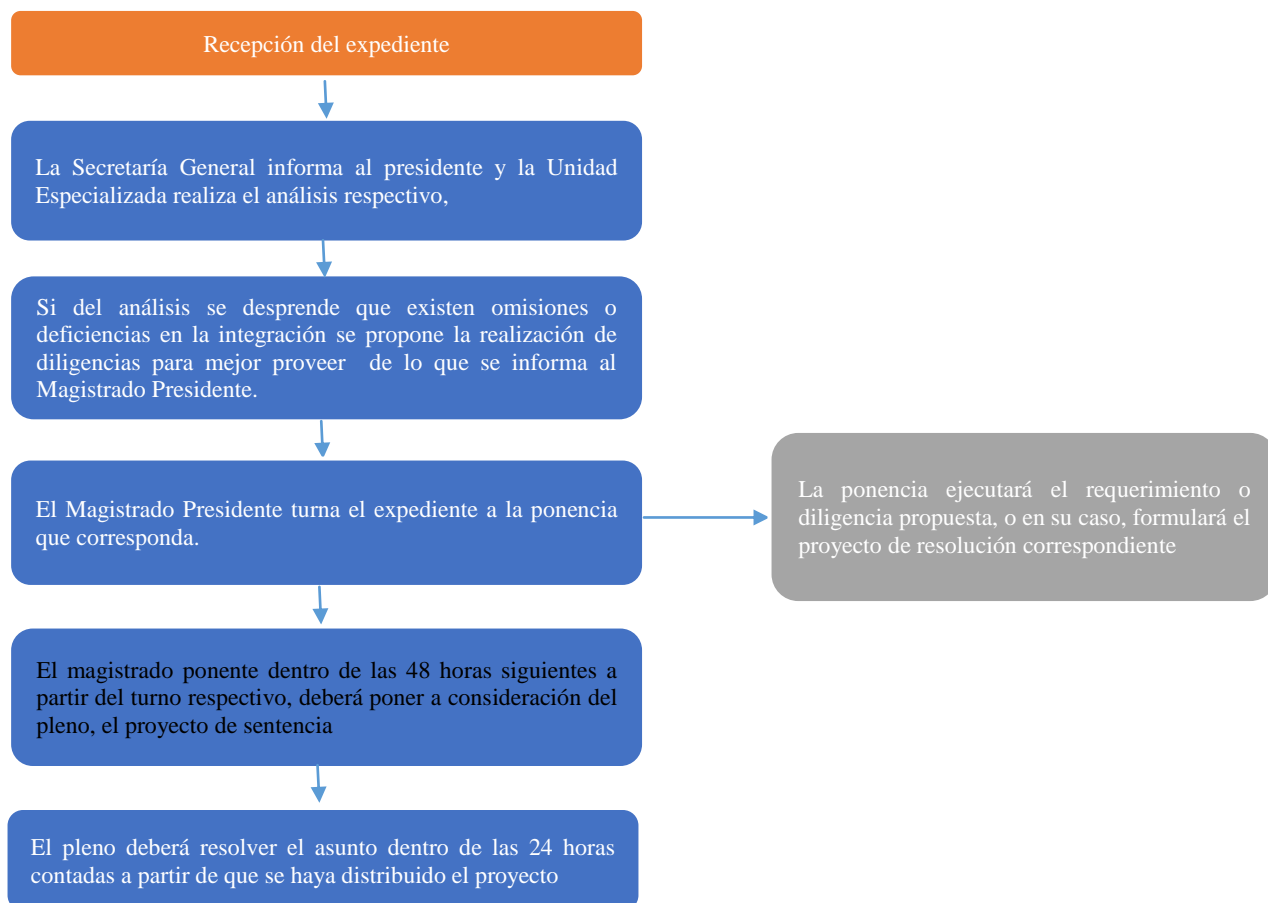 Recepción del expediente
La Secretaría General informa al presidente y la Unidad
Especializada realiza el análisis respectivo,
Si del análisis se desprende que existen omisiones o
deficiencias en la integración se propone la realización de
diligencias para mejor proveer de lo que se informa al
Magistrado Presidente.
El Magistrado Presidente turna el expediente a la ponencia
que corresponda.
La ponencia ejecutará el requerimiento o
diligencia propuesta, o en su caso, formulará el
proyecto de resolución correspondiente
El magistrado ponente dentro de las 48 horas siguientes a
partir del turno respectivo, deberá poner a consideración del
pleno, el proyecto de sentencia
El pleno deberá resolver el asunto dentro de las 24 horas
contadas a partir de que se haya distribuido el proyecto